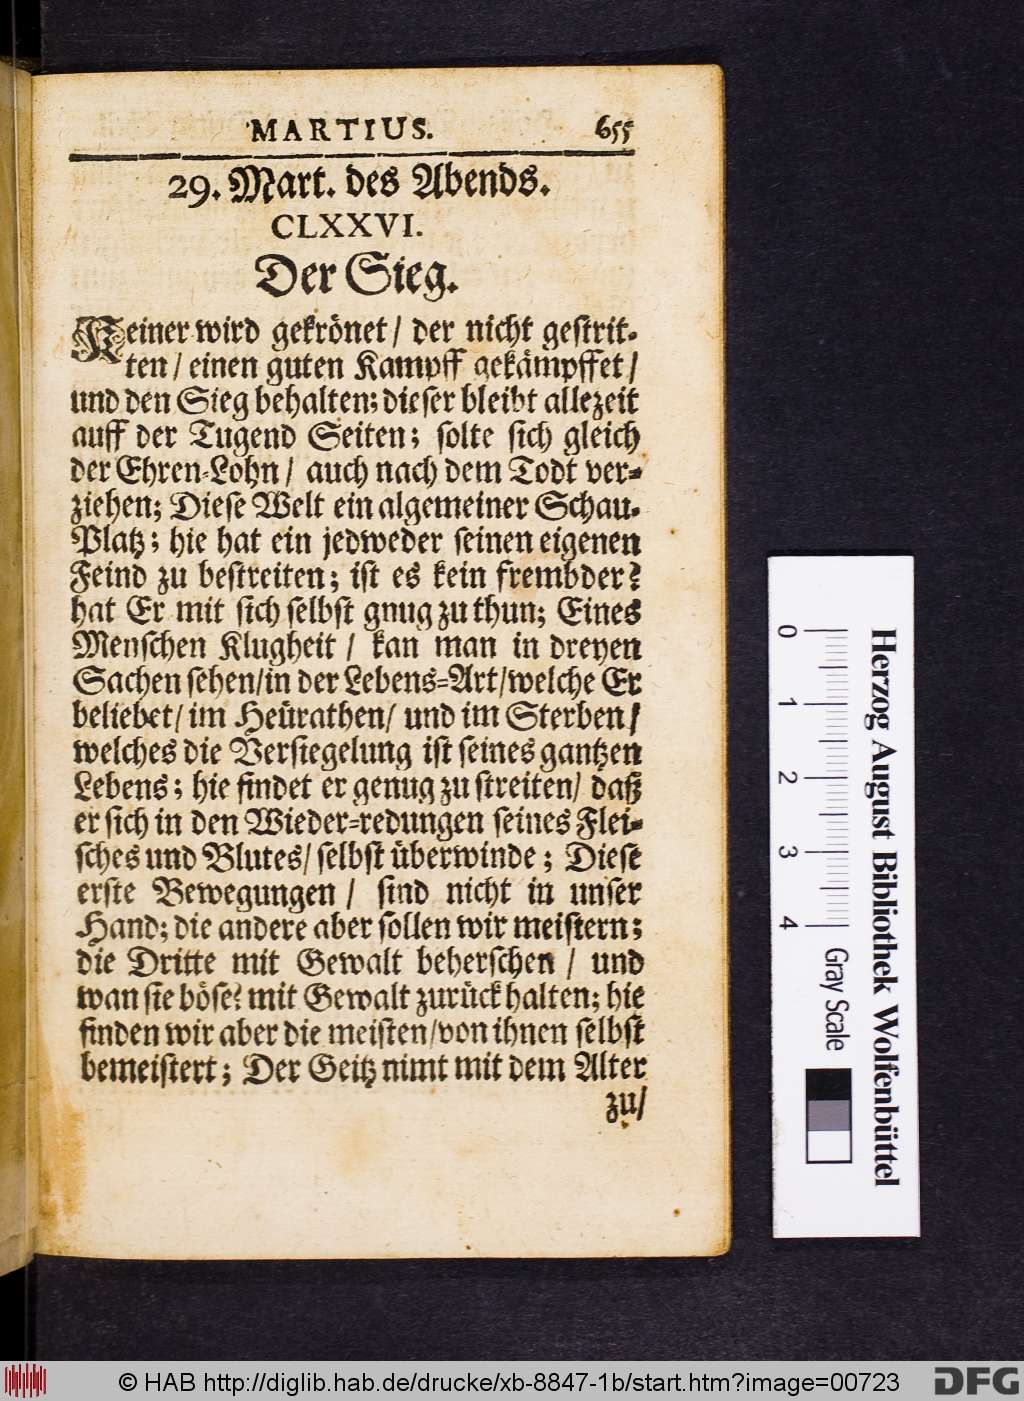 MARTIUS. 655
29. Mart. des Abends.
CLXXVI.
Der Sieg.
Keiner wird gekrönet / der nicht gestrit-
ten / einen guten Kampff gekämpffet /
und den Sieg behalten; dieser bleibt allezeit
auff der Tugend Seiten; solte sich gleich
der Ehren-Lohn / auch nach dem Todt ver-
ziehen; Diese Welt ein algemeiner Schau-
Platz; hie hat ein jedweder seinen eigenen
Feind zu bestreiten; ist es kein frembder?
hat Er mit sich selbst gnug zu thun; Eines
Menschen Klugheit / kan man in dreyen
Sachen sehen/in der Lebens-Art/welche Er
beliebet/ im Heürathen/ und im Sterben/
welches die Versiegelung ist seines gantzen
Lebens; hie findet er genug zu streiten/ daß
er sich in den Wieder-redungen seines Flei-
sches und Blutes/ selbst überwinde; Diese
erste Bewegungen / sind nicht in unser
Hand; die andere aber sollen wir meistern;
die Dritte mit Gewalt beherschen / und
wan sie böse? mit Gewalt zurück halten; hie
finden wir aber die meisten/von ihnen selbst
bemeistert; Der Geitz nimt mit dem Alter
zu/
0 1 2 3 4
Herzog August Bibliothek Wolfenbüttel
Gray Scale
© HAB http://diglib.hab.de/drucke/xb-8847-1b/start.htm?image=00723
DFG